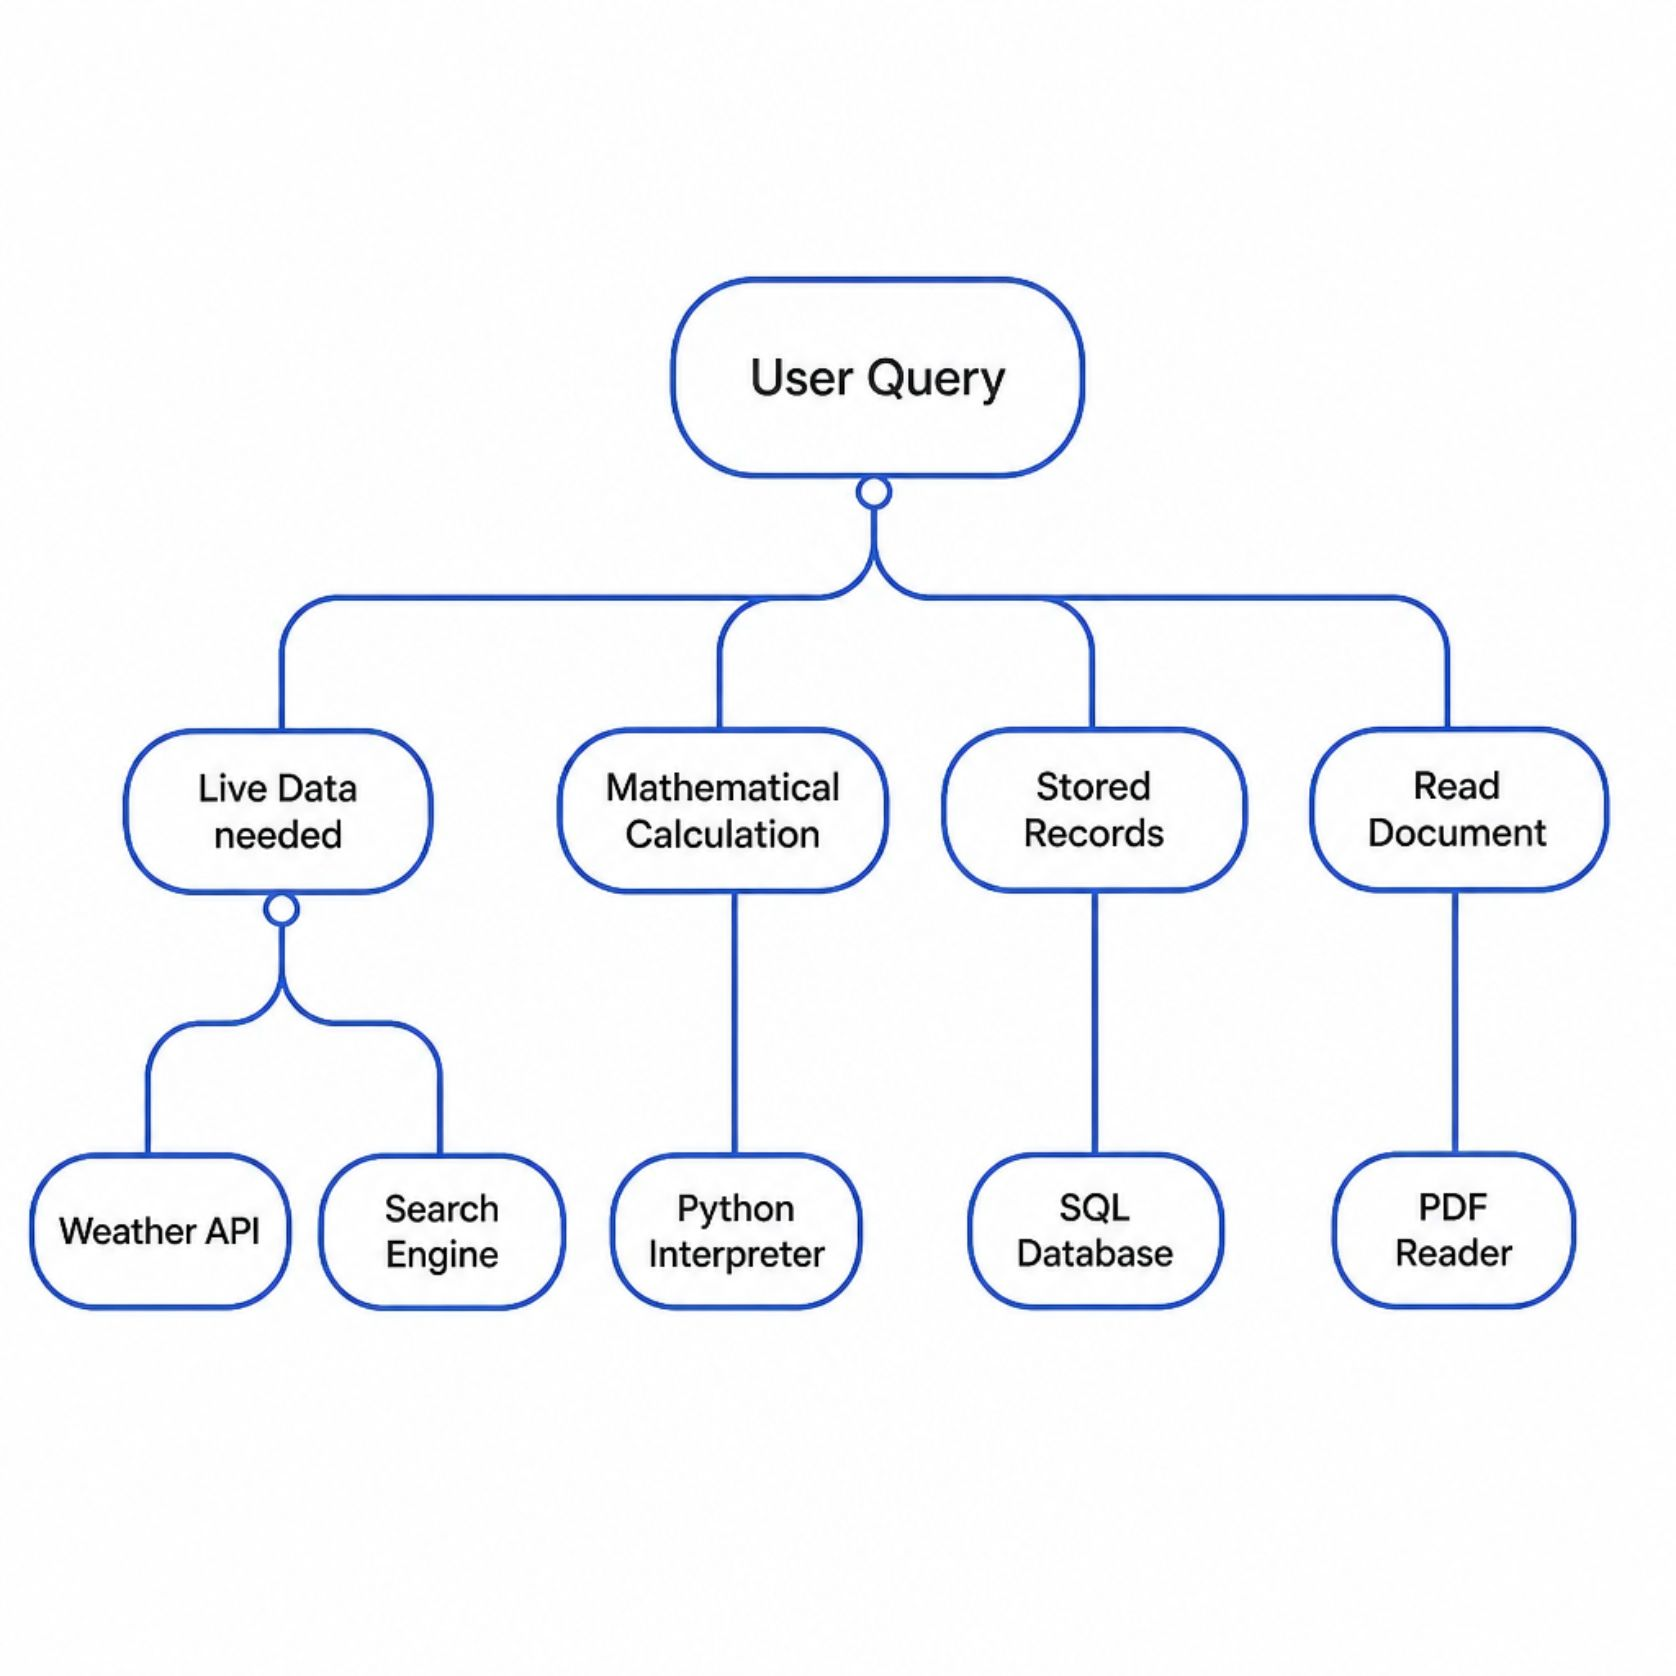 User Query
Live Data
needed
Mathematical
Calculation
Stored
Records
Read
Document
Weather API
Search
Engine
Python
Interpreter
SQL
Database
PDF
Reader